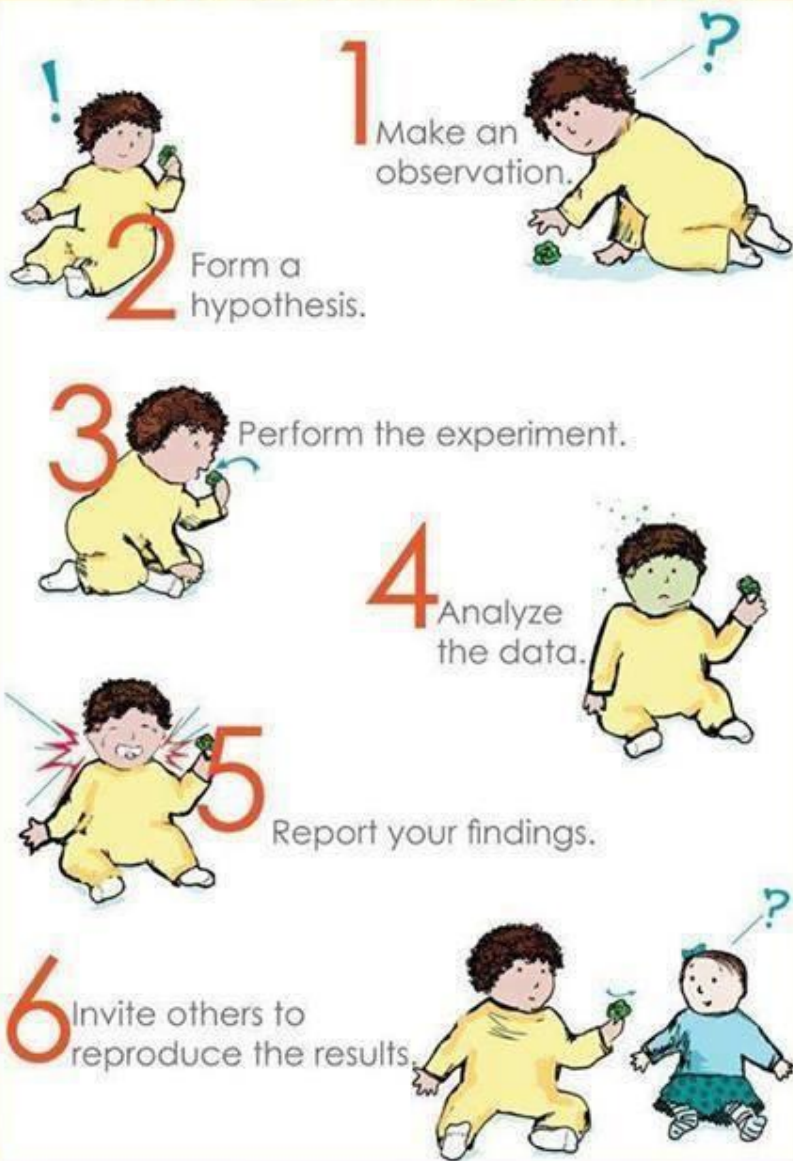 ?
1
Make an
observation.
!
2
Form a
hypothesis.
3
Perform the experiment.
4
Analyze
the data.
5
Report your findings.
?
6
Invite others to
reproduce the results.